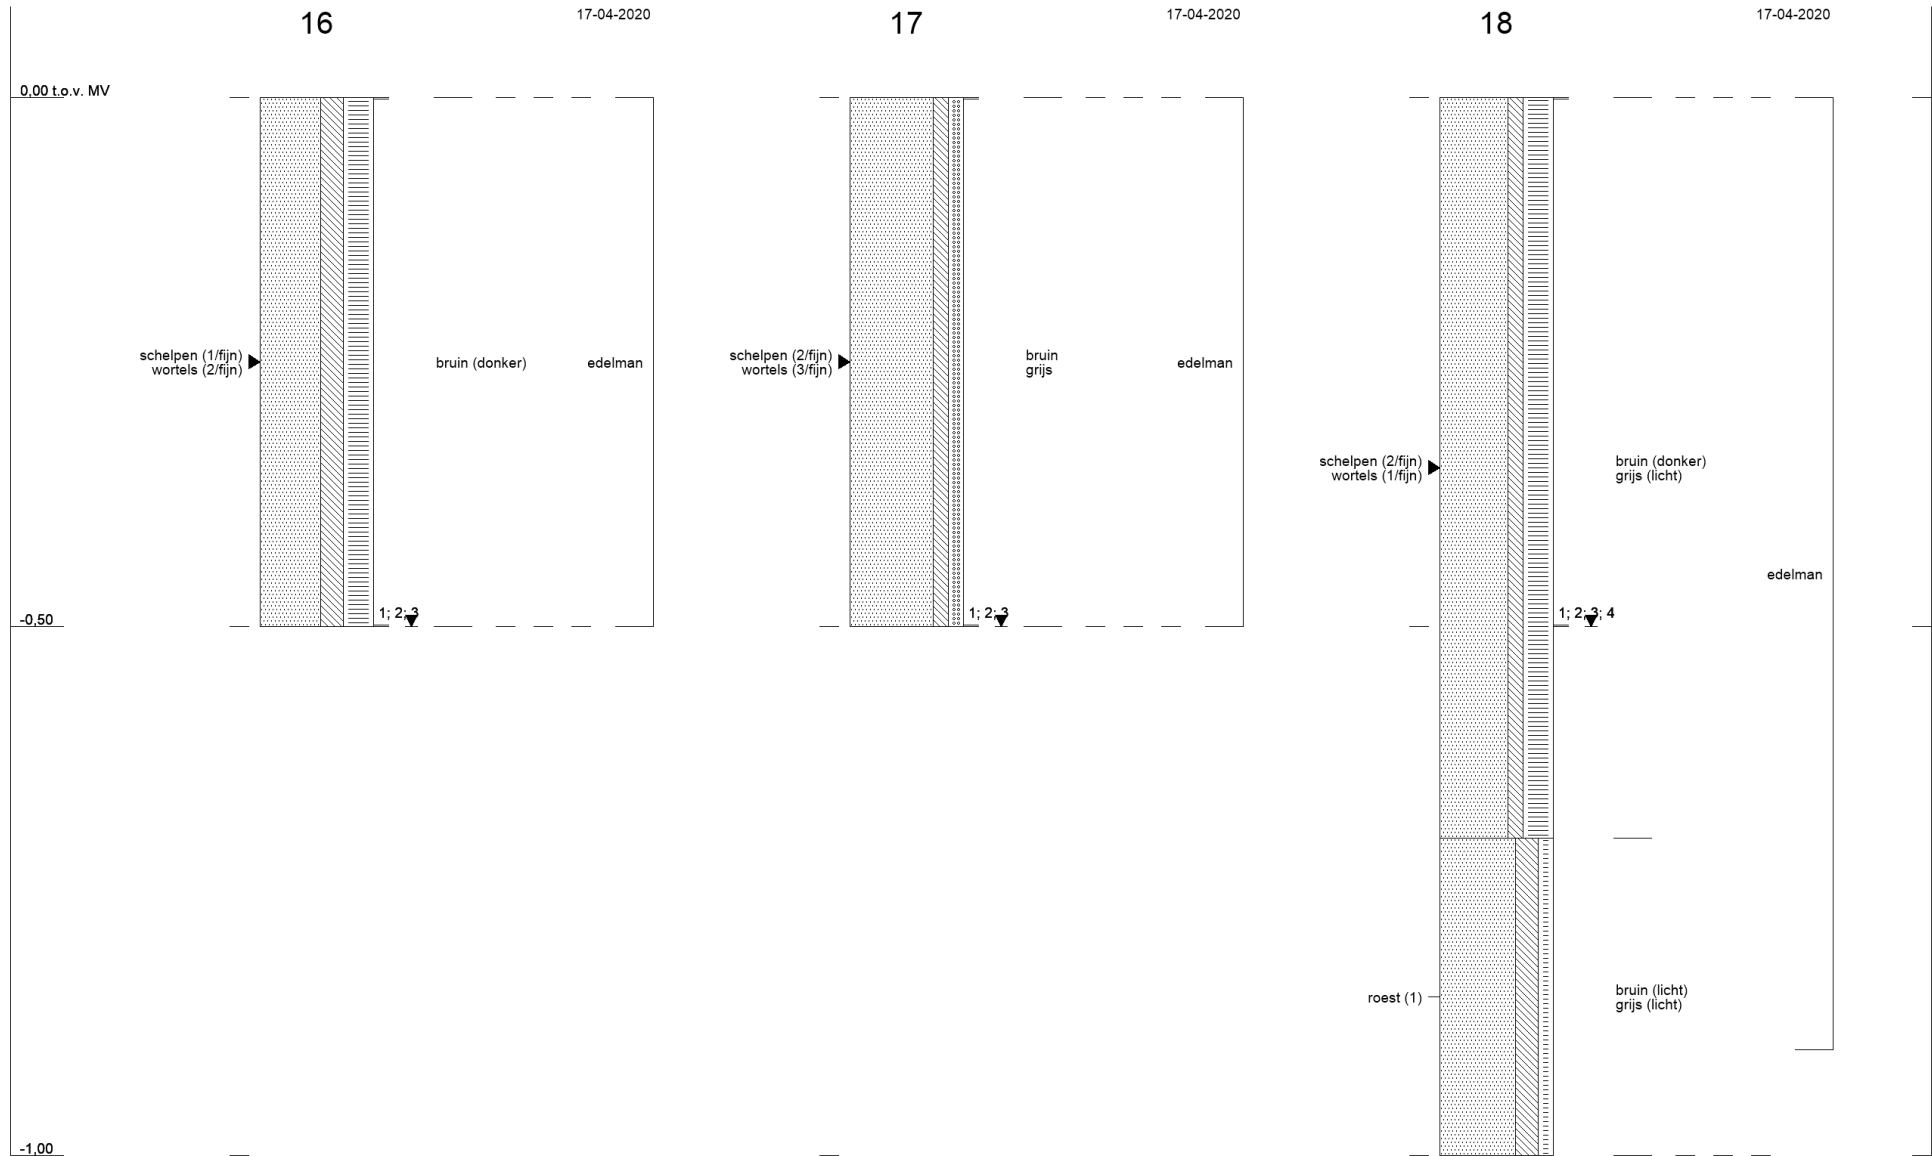 16
17-04-2020
17
17-04-2020
18
17-04-2020
0,00 t.o.v. MV
schelpen (1/fijn)
wortels (2/fijn)
bruin (donker)
edelman
schelpen (2/fijn)
wortels (3/fijn)
bruin
grijs
edelman
schelpen (2/fijn)
wortels (1/fijn)
bruin (donker)
grijs (licht)
edelman
-0,50
1; 2; 3
1; 2; 3
1; 2; 3; 4
roest (1)
bruin (licht)
grijs (licht)
-1,00